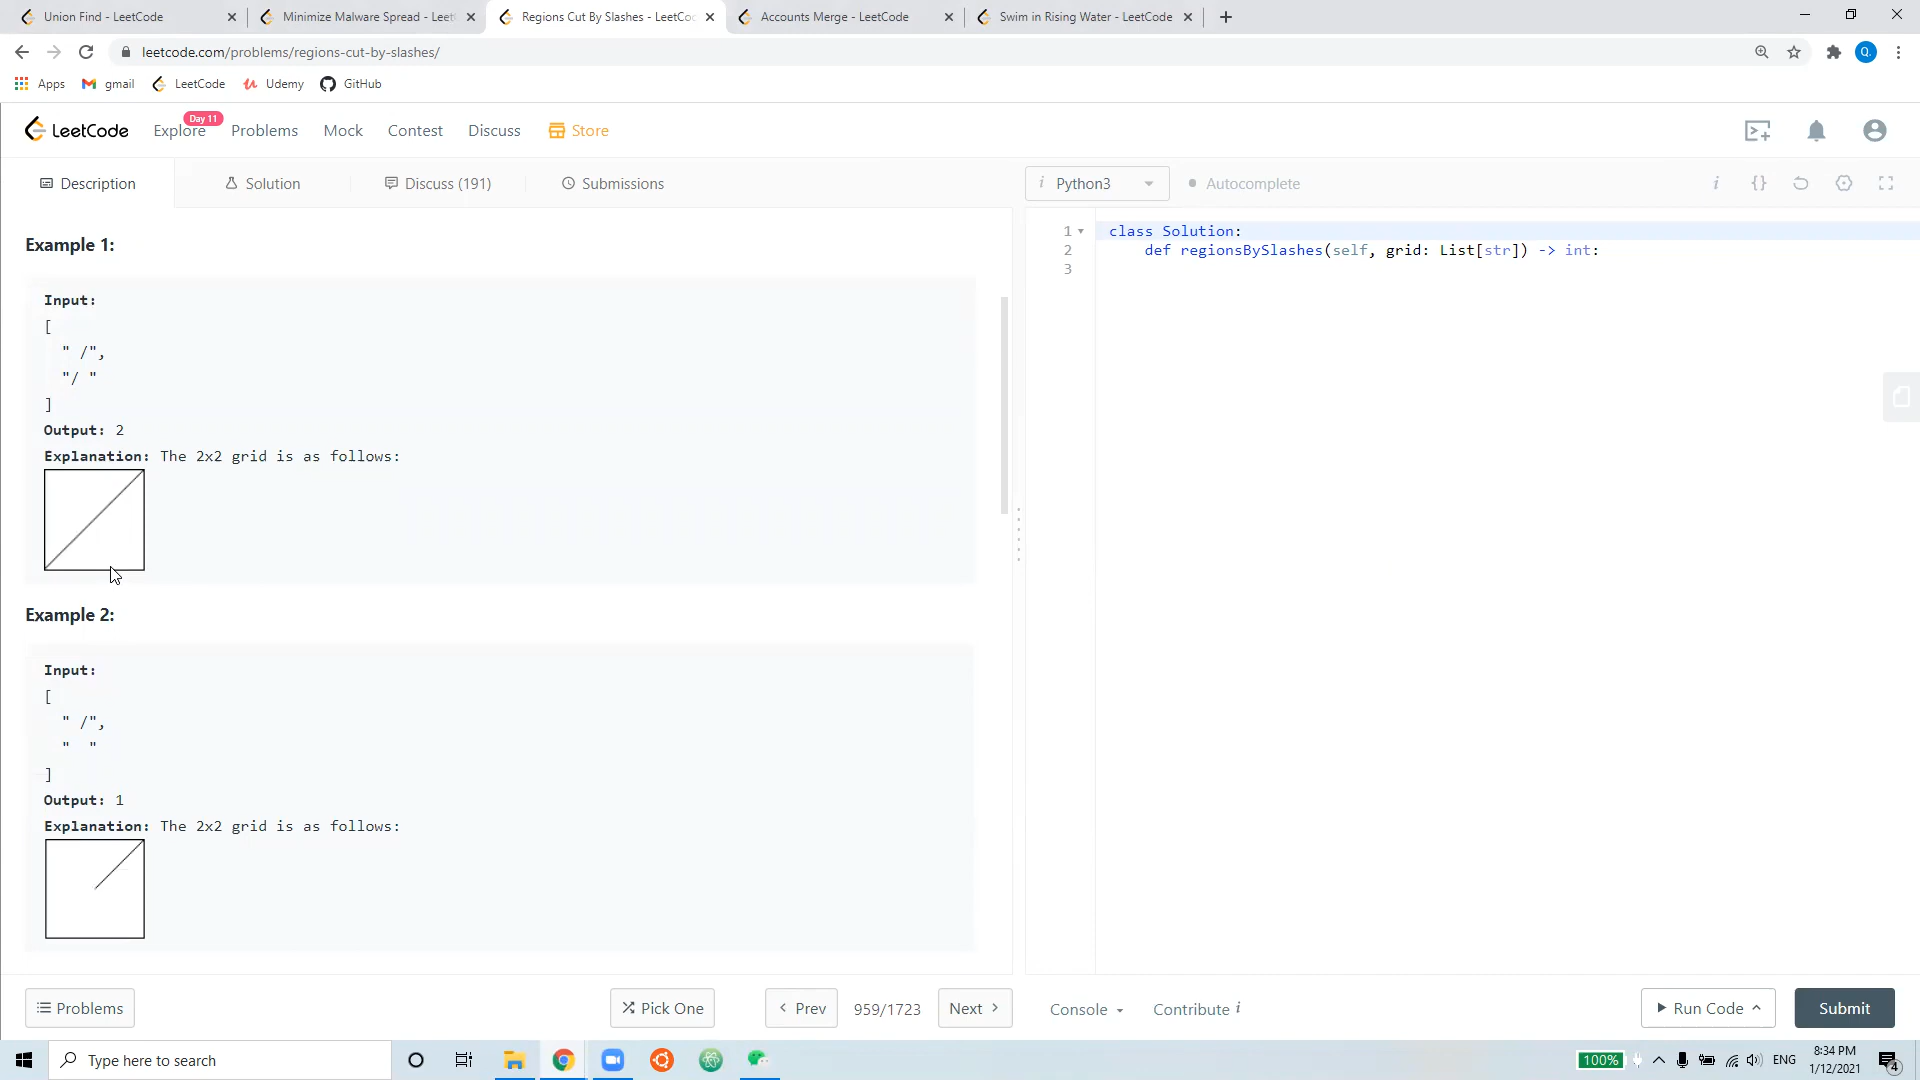 Union Find - LeetCode
Minimize Malware Spread - Leet
Regions Cut By Slashes - LeetCoc
Accounts Merge - LeetCode
Swim in Rising Water - LeetCode
leetcode.com/problems/regions-cut-by-slashes/
Q.
Apps
gmail
LeetCode
Udemy
GitHub
LeetCode
Explore
Day 11
Problems
Mock
Contest
Discuss
Store
Description
Solution
Discuss (191)
Submissions
i Python3
Autocomplete
i {}
Example 1:
Input:
[
" /",
"/ "
]
Output: 2
Explanation: The 2x2 grid is as follows:
Example 2:
Input:
[
" /",
"  "
]
Output: 1
Explanation: The 2x2 grid is as follows:
1 class Solution:
2 def regionsBySlashes(self, grid: List[str]) -> int:
3
Problems
Pick One
Prev
959/1723
Next
Console
Contribute i
Run Code
Submit
Type here to search
100%
ENG
8:34 PM
1/12/2021
4